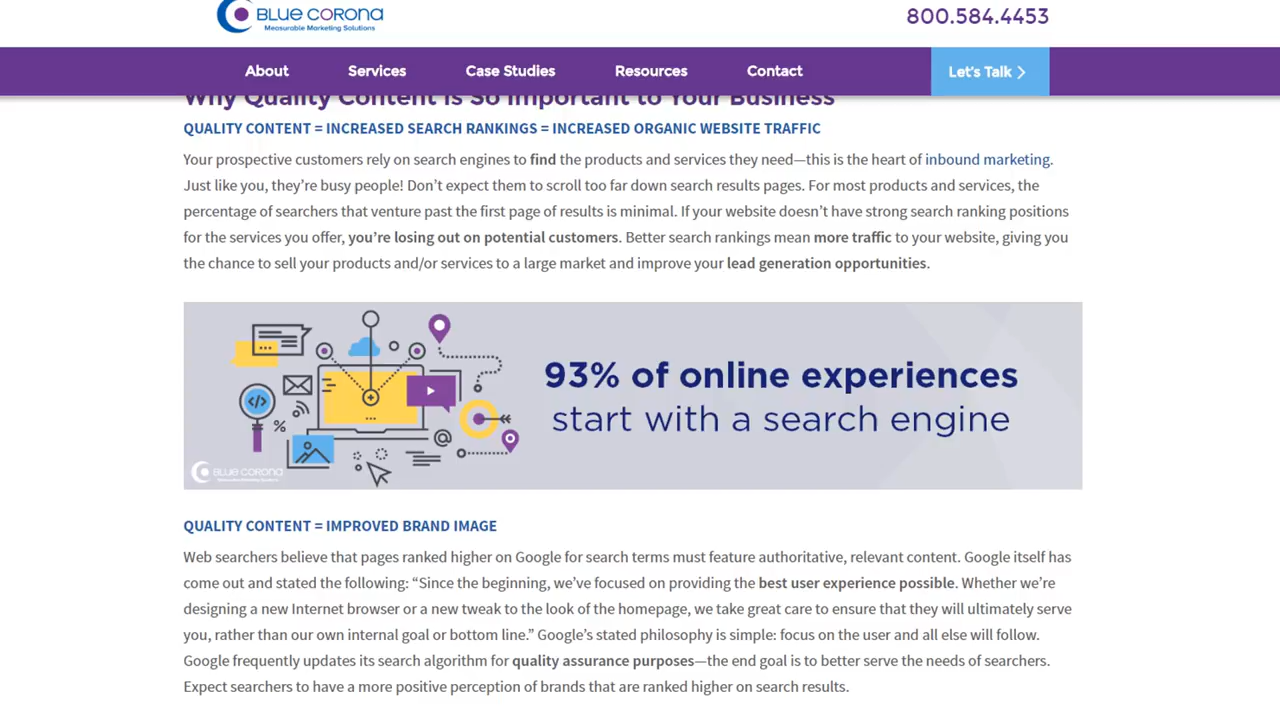 BLUE CORONA
Measurable Marketing Solutions
800.584.4453
About Services Case Studies Resources Contact Let's Talk
Why Quality Content is So Important to Your Business
QUALITY CONTENT = INCREASED SEARCH RANKINGS = INCREASED ORGANIC WEBSITE TRAFFIC
Your prospective customers rely on search engines to find the products and services they need—this is the heart of inbound marketing.
Just like you, they're busy people! Don't expect them to scroll too far down search results pages. For most products and services, the
percentage of searchers that venture past the first page of results is minimal. If your website doesn't have strong search ranking positions
for the services you offer, you're losing out on potential customers. Better search rankings mean more traffic to your website, giving you
the chance to sell your products and/or services to a large market and improve your lead generation opportunities.
93% of online experiences
start with a search engine
BLUE CORONA
Measurable Marketing Solutions
QUALITY CONTENT = IMPROVED BRAND IMAGE
Web searchers believe that pages ranked higher on Google for search terms must feature authoritative, relevant content. Google itself has
come out and stated the following: “Since the beginning, we've focused on providing the best user experience possible. Whether we're
designing a new Internet browser or a new tweak to the look of the homepage, we take great care to ensure that they will ultimately serve
you, rather than our own internal goal or bottom line.” Google's stated philosophy is simple: focus on the user and all else will follow.
Google frequently updates its search algorithm for quality assurance purposes—the end goal is to better serve the needs of searchers.
Expect searchers to have a more positive perception of brands that are ranked higher on search results.